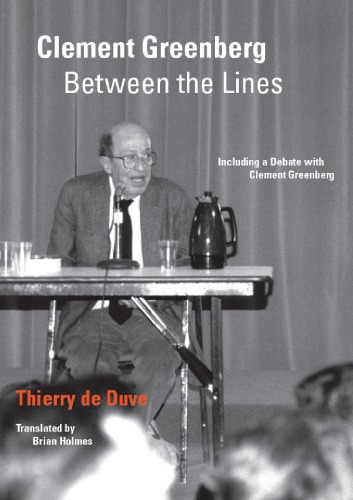 Clement Greenberg
Between the Lines
Including a Debate with
Clement Greenberg
Thierry de Duve
Translated by
Brian Holmes